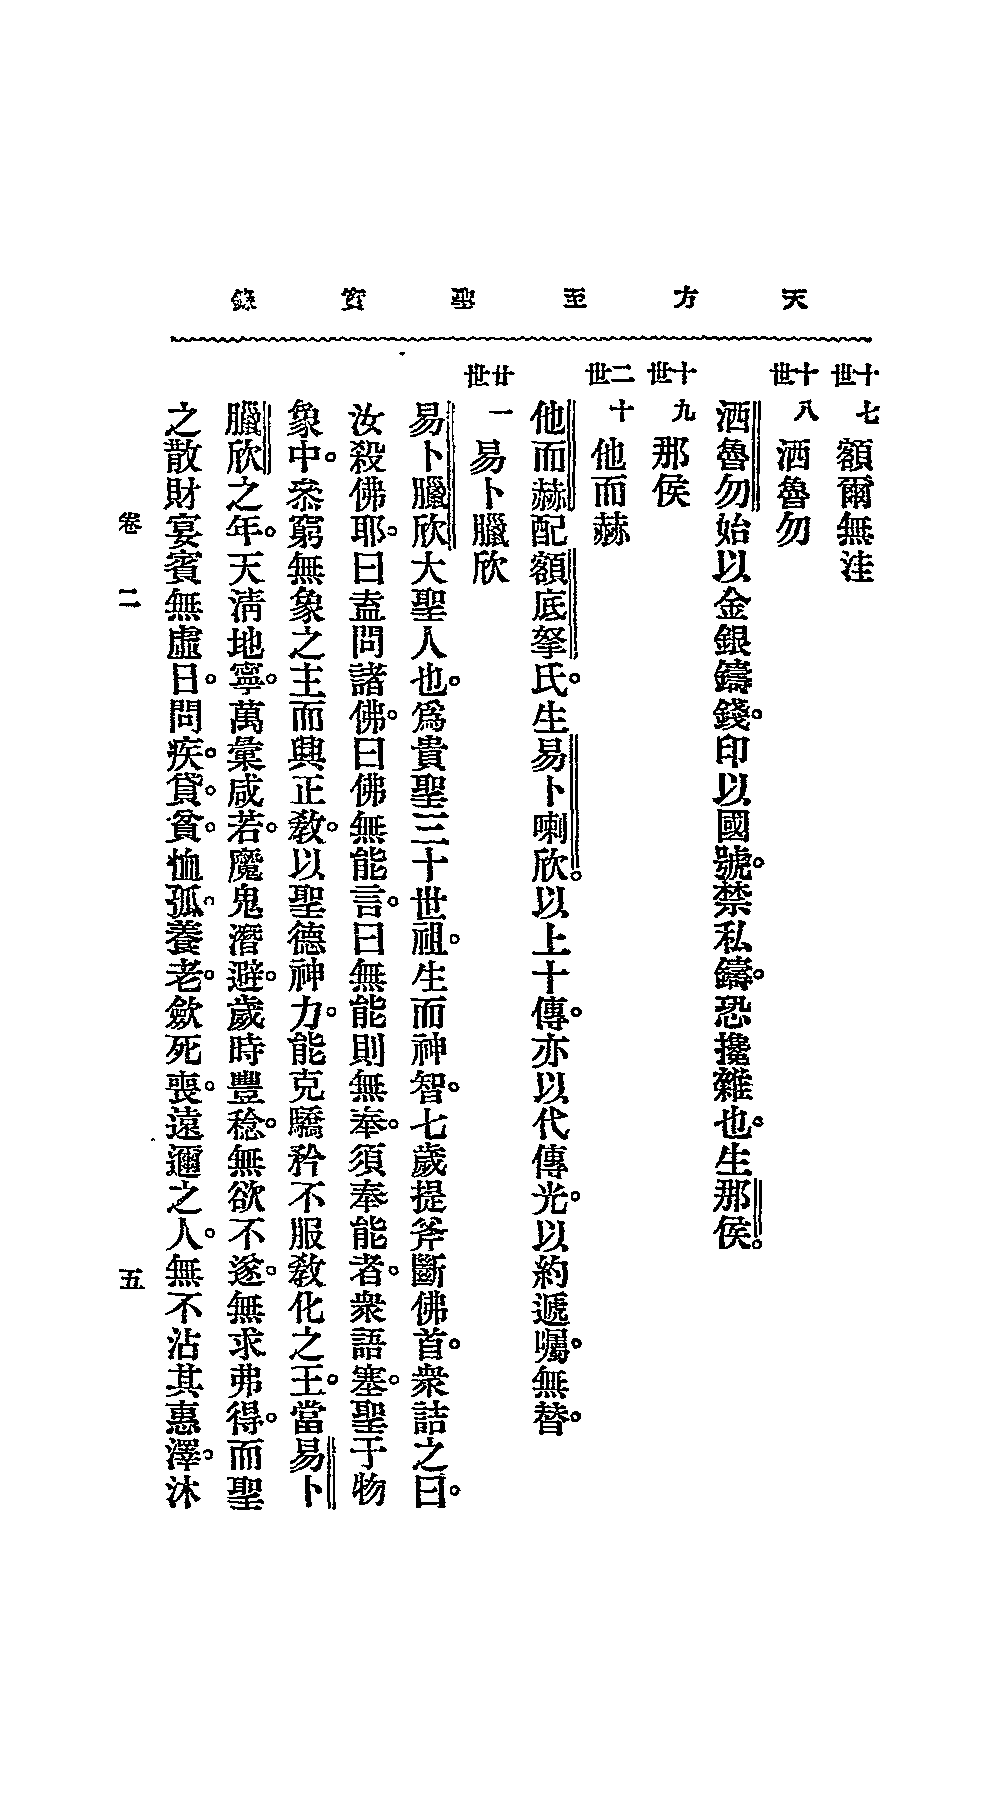 天方至聖實錄
十七世 額爾無洼
十八世 洒魯勿
洒魯勿始以金銀鑄錢。印以國號。禁私鑄。恐攙雜也。生那侯。
十九世 那侯
二十世 他而赫
他而赫配額底拏氏。生易卜喇欣。以上十傳。亦以代傳光。以約遞囑。無替。
廿一世 易卜臘欣
易卜臘欣大聖人也。爲貴聖三十世祖。生而神智。七歲提斧斷佛首。衆詰之曰。
汝殺佛耶。曰盍問諸佛。曰佛無能言。曰無能則無奉。須奉能者。衆語塞。聖于物
象中。叅窮無象之主而興正教。以聖德神力。能克驕矜不服教化之王。當易卜
臘欣之年。天淸地寧。萬彙咸若。魔鬼潛避。歲時豐稔。無欲不遂。無求弗得。而聖
之散財宴賓無虛日。問疾。貸貧。恤孤。養老。歛死喪。遠邇之人。無不沾其惠澤。沐
卷二
五